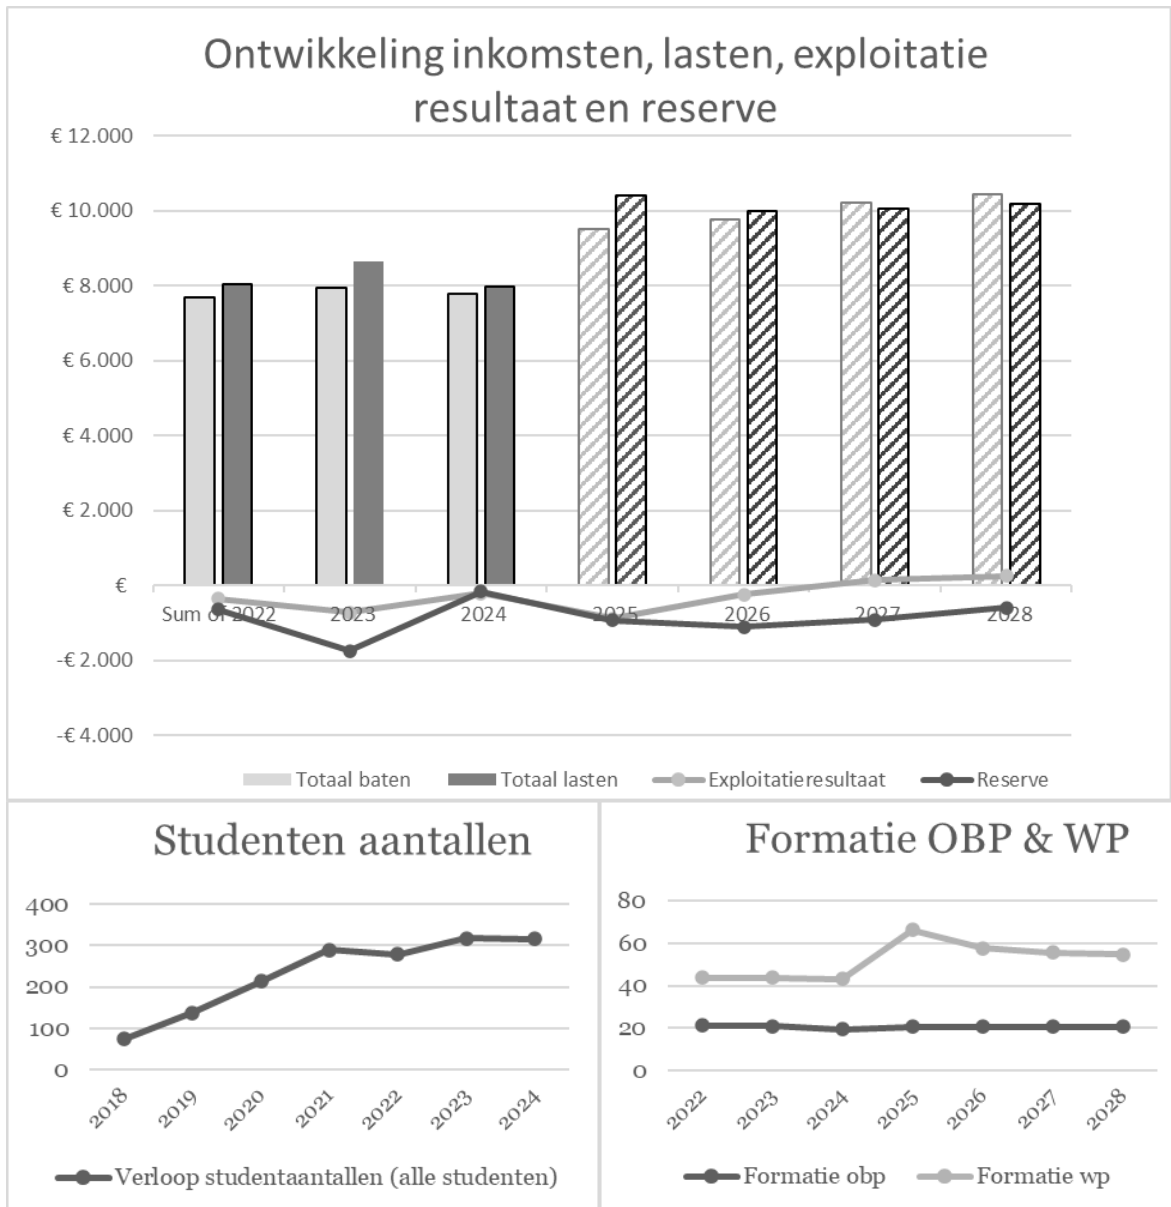 Ontwikkeling inkomsten, lasten, exploitatie
resultaat en reserve
€ 12.000
€ 10.000
€ 8.000
€ 6.000
€ 4.000
€ 2.000
€
-€ 2.000
-€ 4.000
Sum of 2022 2023 2024 2025 2026 2027 2028
Totaal baten Totaal lasten Exploitatieresultaat Reserve
Studenten aantallen
400
300
200
100
0
2018 2019 2020 2021 2022 2023 2024
Verloop studentaantallen (alle studenten)
Formatie OBP & WP
80
60
40
20
0
2022 2023 2024 2025 2026 2027 2028
Formatie obp Formatie wp